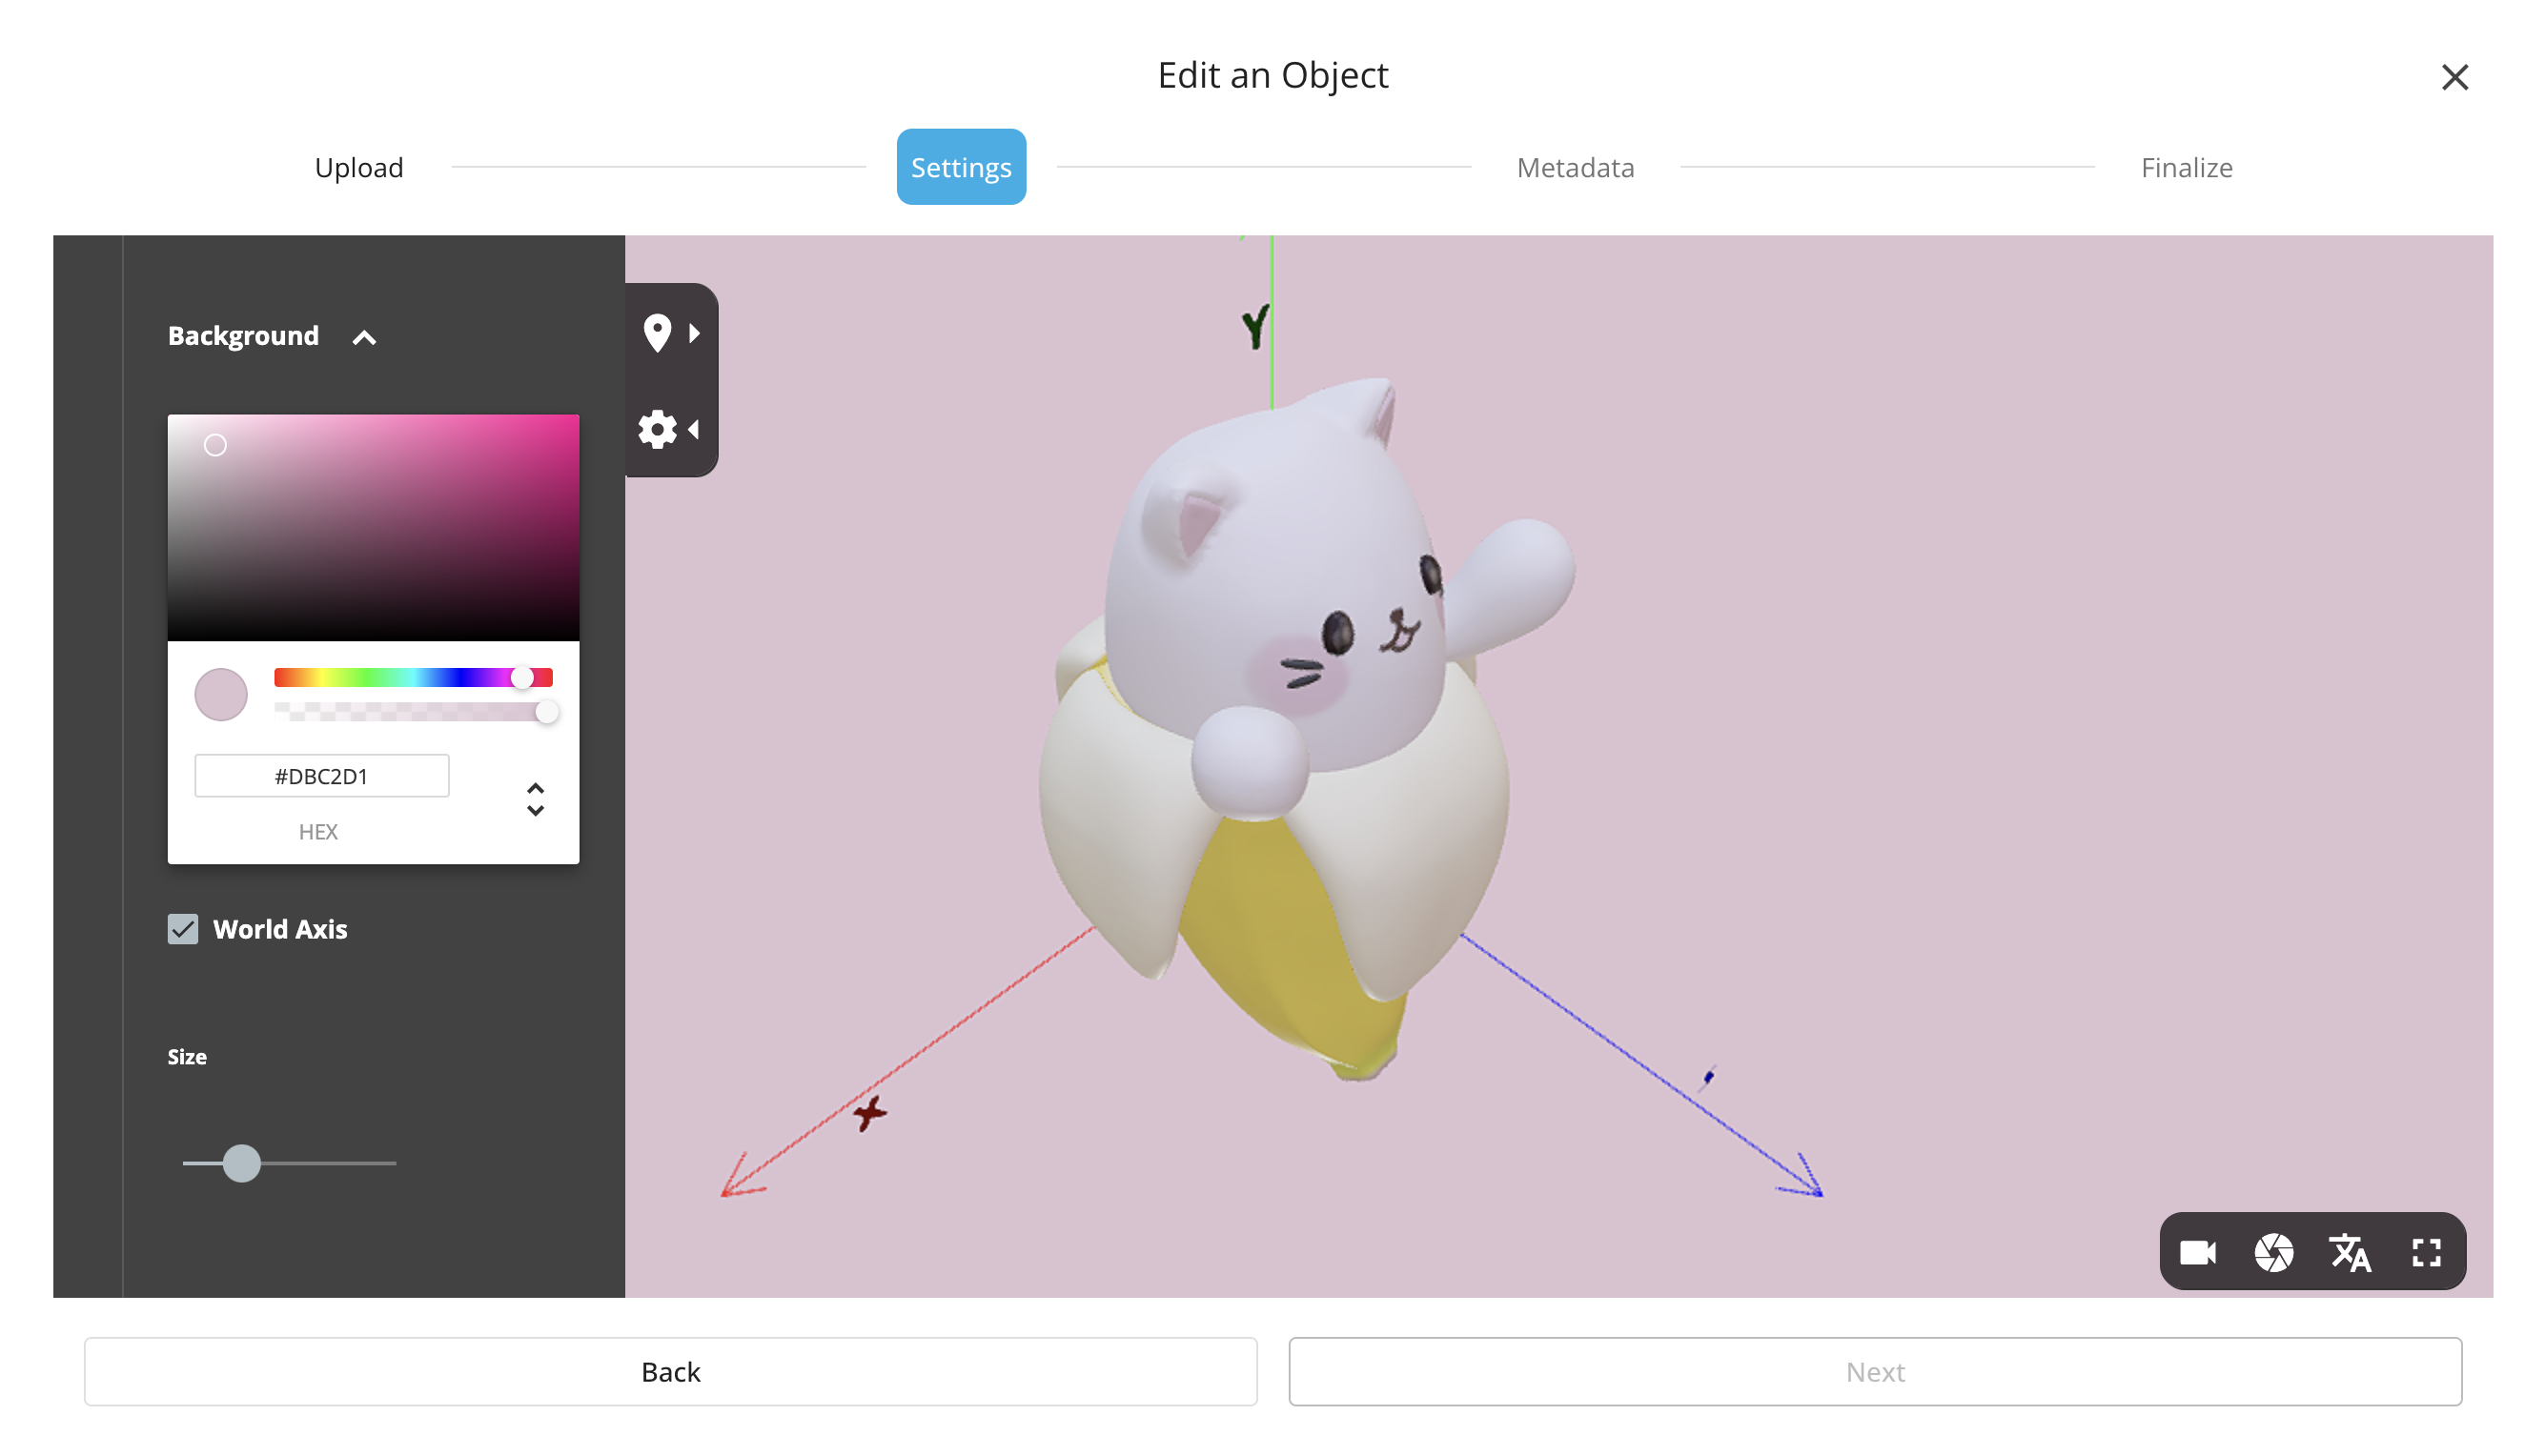 Edit an Object
Upload
Settings
Metadata
Finalize
Background
Y
#DBC2D1
HEX
World Axis
Size
X
Back
Next